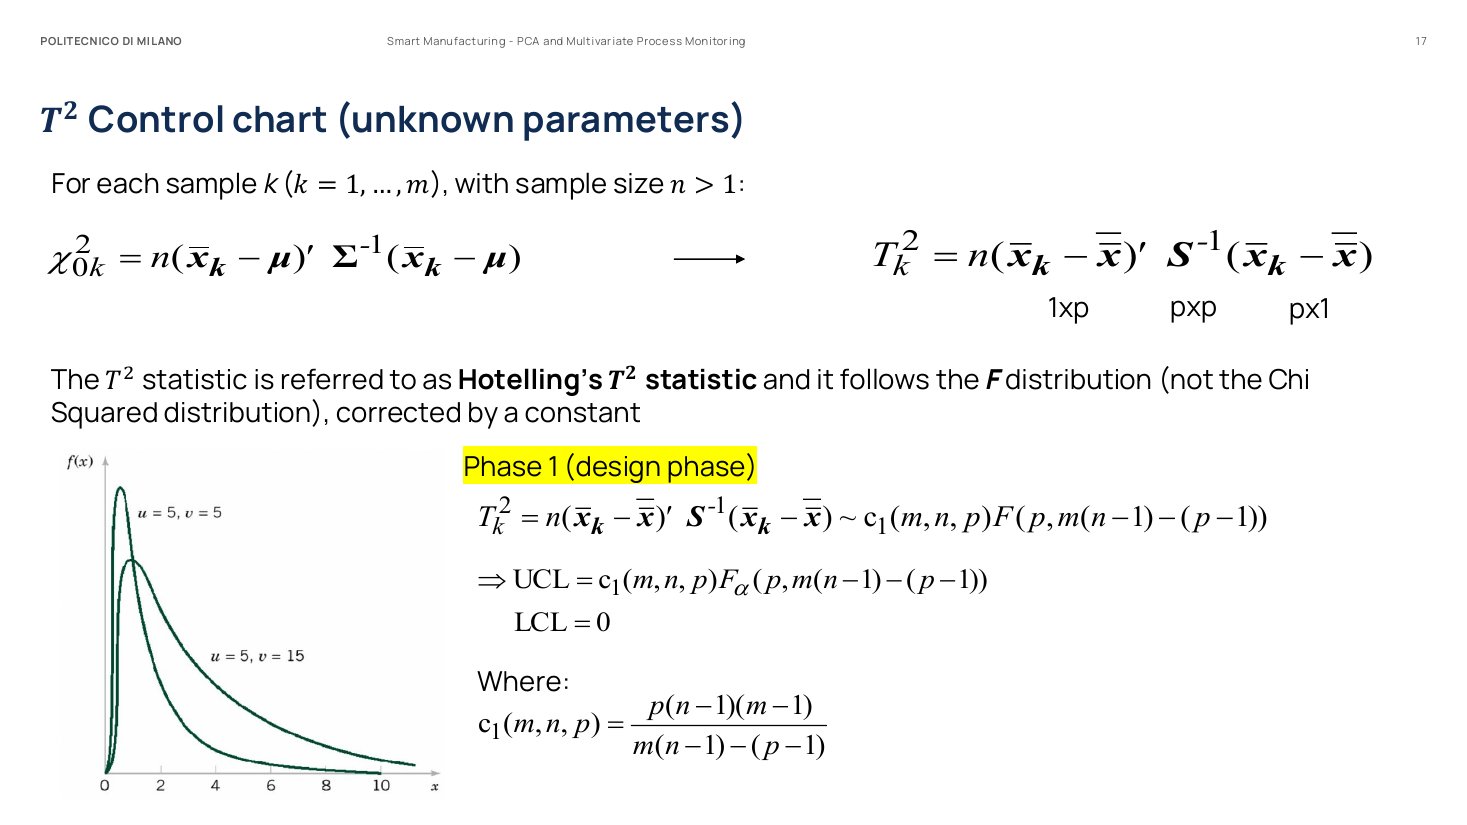 POLITECNICO DI MILANO
Smart Manufacturing - PCA and Multivariate Process Monitoring
17
T² Control chart (unknown parameters)
For each sample k (k = 1, … , m), with sample size n > 1:
χ²₀ₖ = n(x̅ₖ − μ)′ Σ⁻¹(x̅ₖ − μ)
T²ₖ = n(x̅ₖ − x̿)′ S⁻¹(x̅ₖ − x̿)
1xp pxp px1
The T² statistic is referred to as Hotelling's T² statistic and it follows the F distribution (not the Chi
Squared distribution), corrected by a constant
f(x)
u = 5, v = 5
u = 5, v = 15
0 2 4 6 8 10 x
Phase 1 (design phase)
T²ₖ = n(x̅ₖ − x̿)′ S⁻¹(x̅ₖ − x̿) ~ c₁(m, n, p)F(p, m(n−1)−(p−1))
⇒ UCL = c₁(m, n, p)Fα(p, m(n−1)−(p−1))
LCL = 0
Where:
c₁(m, n, p) = p(n−1)(m−1) / m(n−1)−(p−1)